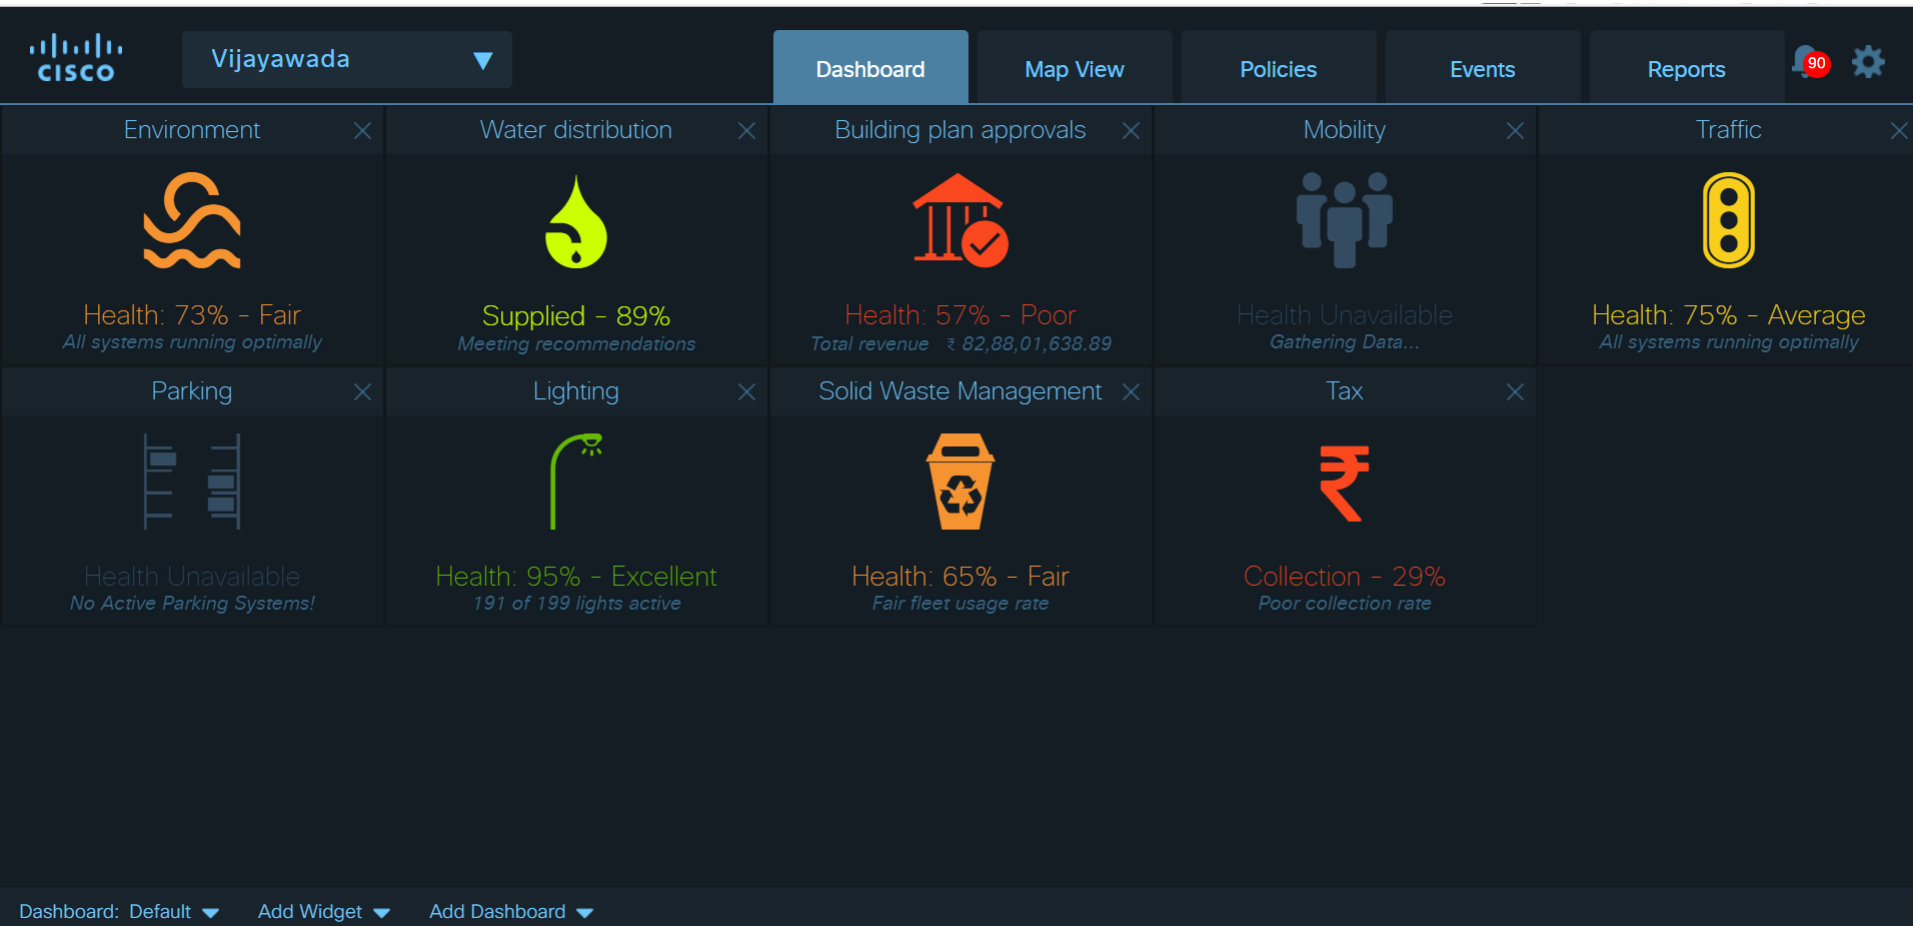 CISCO
Vijayawada
Dashboard
Map View
Policies
Events
Reports
90
Environment
Water distribution
Building plan approvals
Mobility
Traffic
Health: 73% - Fair
All systems running optimally
Supplied - 89%
Meeting recommendations
Health: 57% - Poor
Total revenue ₹ 82,88,01,638.89
Health Unavailable
Gathering Data...
Health: 75% - Average
All systems running optimally
Parking
Lighting
Solid Waste Management
Tax
₹
Health Unavailable
No Active Parking Systems!
Health: 95% - Excellent
191 of 199 lights active
Health: 65% - Fair
Fair fleet usage rate
Collection - 29%
Poor collection rate
Dashboard: Default
Add Widget
Add Dashboard